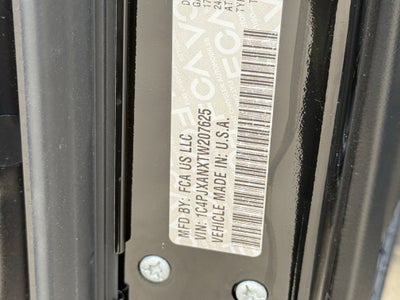 MFD BY: FCA US LLC
VIN: 1C4PJXANXTW207625
VEHICLE MADE IN: U.S.A.